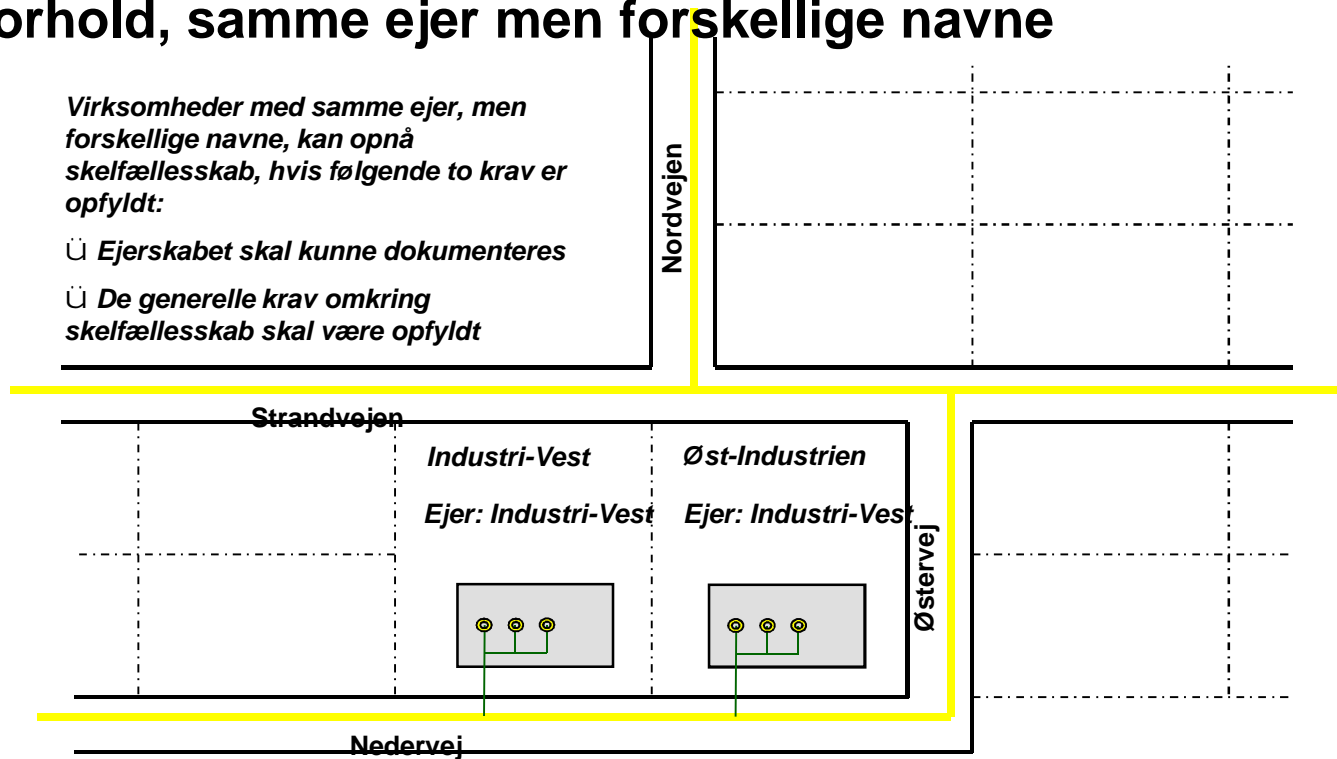 orhold, samme ejer men forskellige navne
Virksomheder med samme ejer, men
forskellige navne, kan opnå
skelfællesskab, hvis følgende to krav er
opfyldt:
Ü Ejerskabet skal kunne dokumenteres
Ü De generelle krav omkring
skelfællesskab skal være opfyldt
Nordvejen
Strandvejen
Industri-Vest
Øst-Industrien
Ejer: Industri-Vest
Ejer: Industri-Vest
Østervej
Nedervej